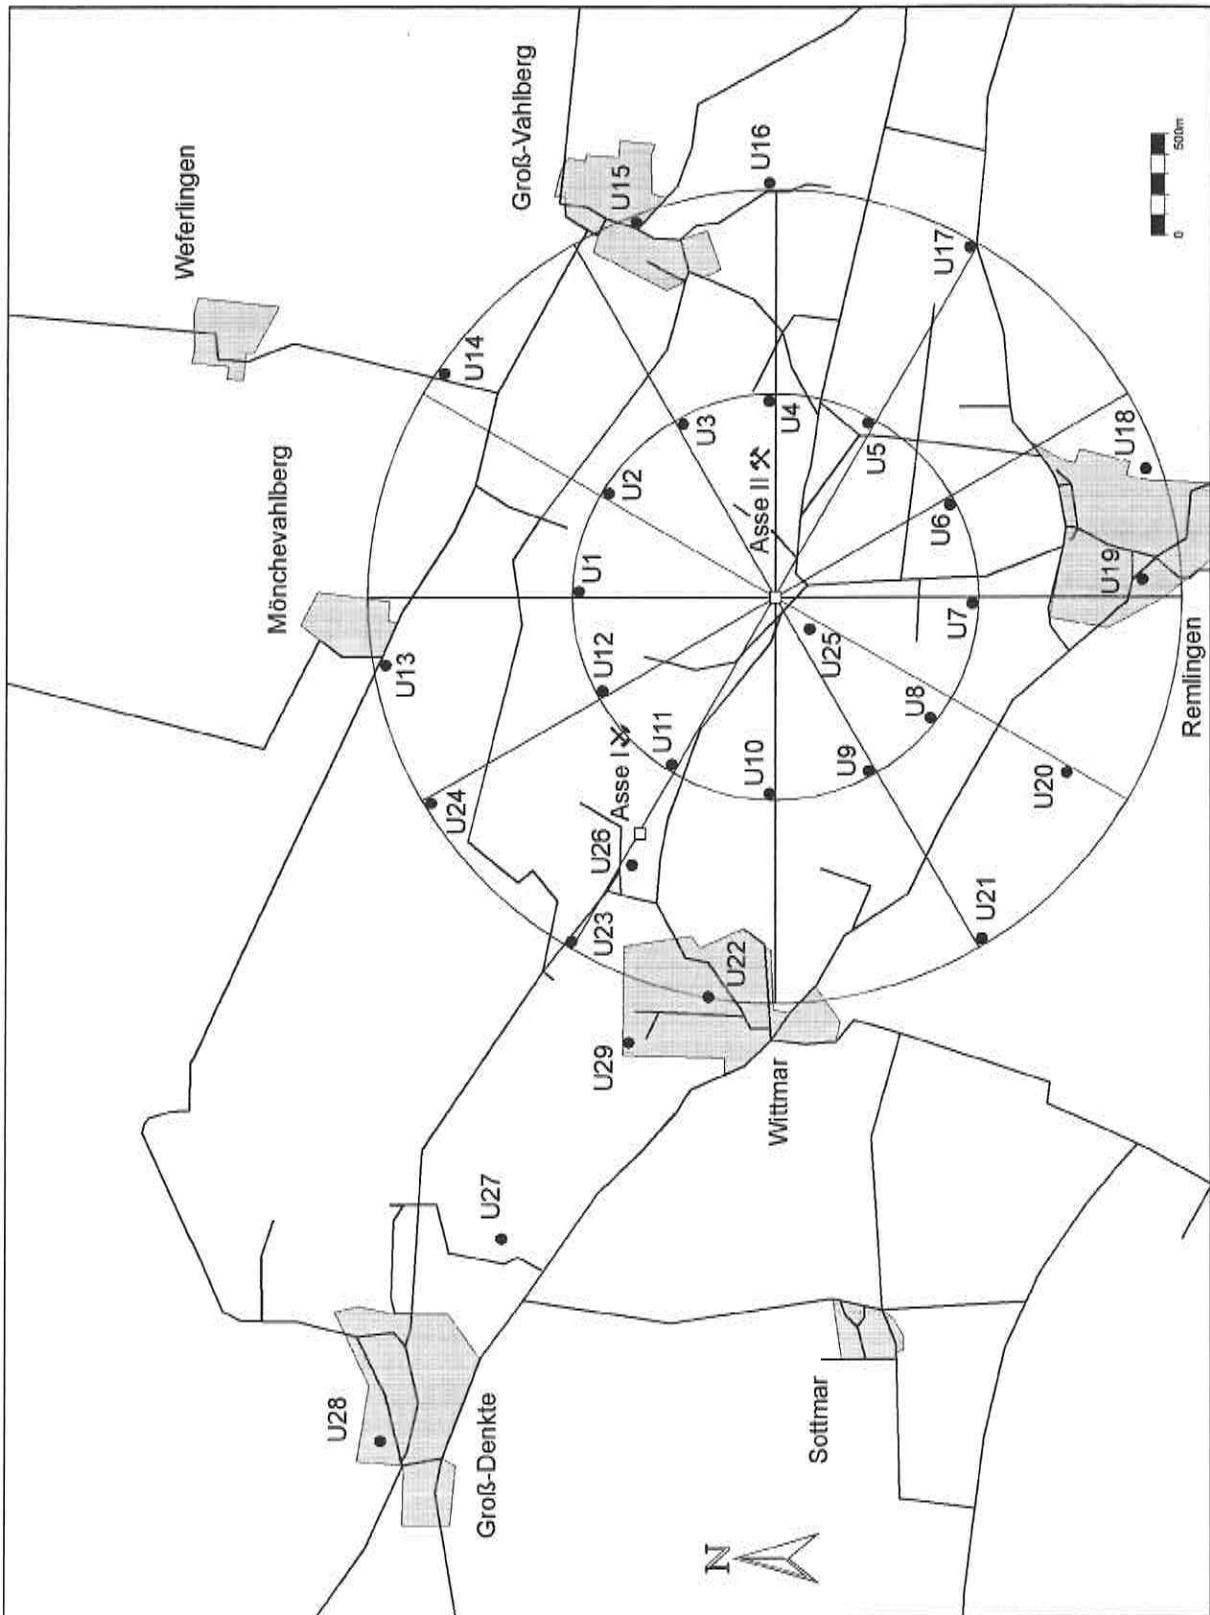 Weferlingen
Mönchevahlberg
U28
U13
U24
U14
Groß-Denkte
U27
Groß-Vahlberg
U1
U29
U23
U12
U26
Asse I
U15
U2
U11
U3
N
U22
U10
Asse II
U16
Wittmar
U4
Sottmar
U25
U9
U5
U8
U6
U17
U7
U21
U20
U19
U18
0 500m
Remlingen